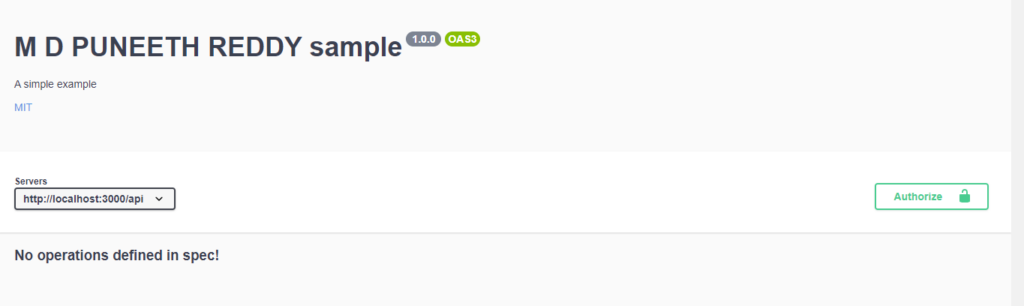 M D PUNEETH REDDY sample 1.0.0 OAS3
A simple example
MIT
Servers
http://localhost:3000/api
Authorize
No operations defined in spec!